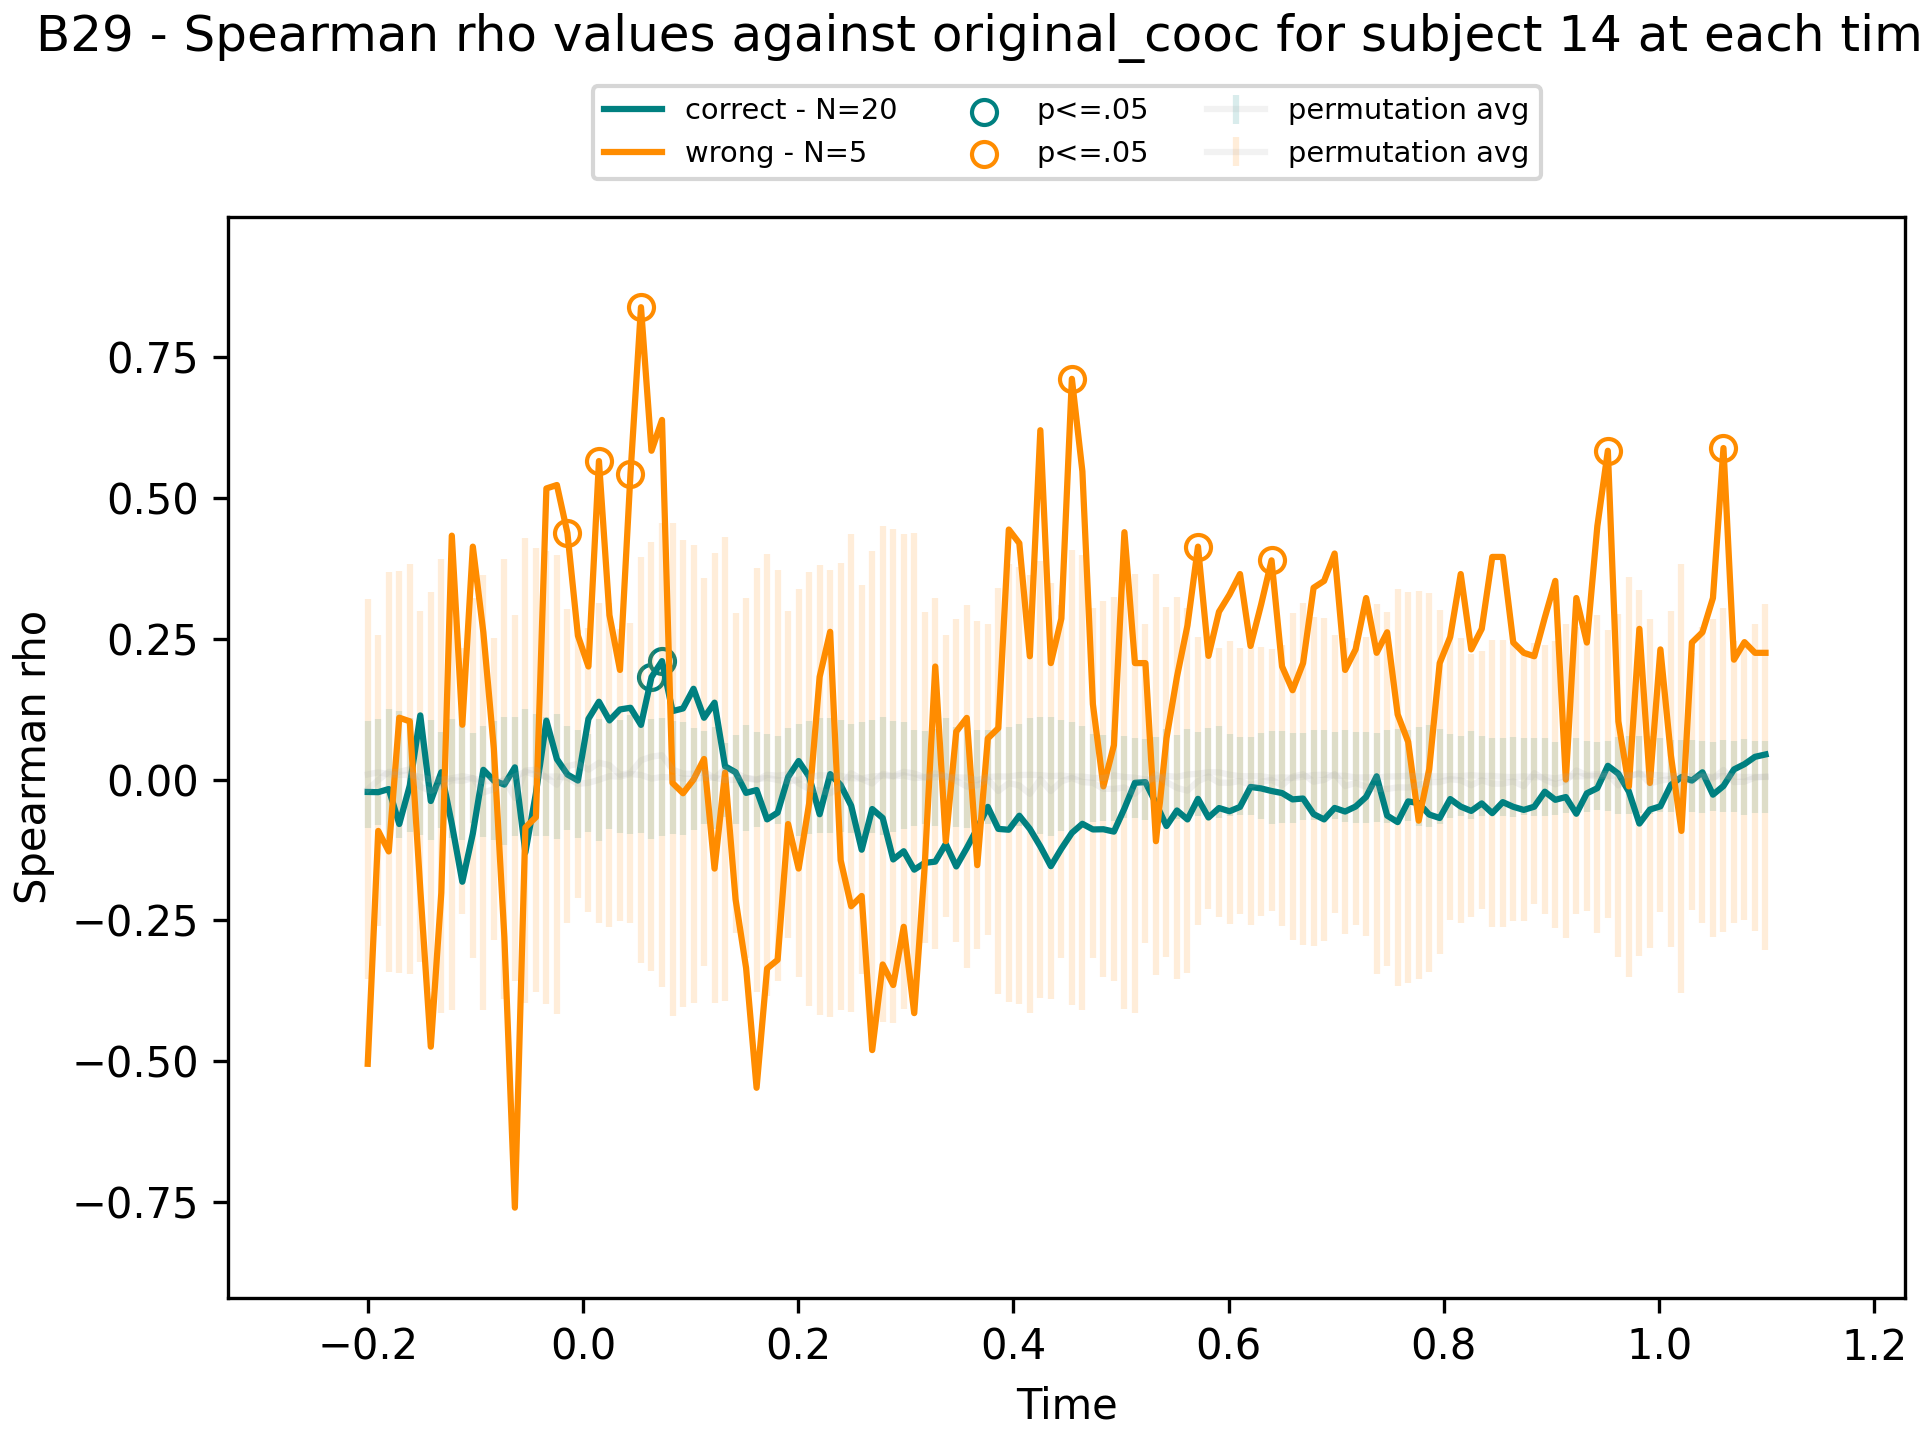 B29 - Spearman rho values against original_cooc for subject 14 at each tim
correct - N=20
wrong - N=5
p<=.05
p<=.05
permutation avg
permutation avg
Spearman rho
0.75
0.50
0.25
0.00
−0.25
−0.50
−0.75
−0.2 0.0 0.2 0.4 0.6 0.8 1.0 1.2
Time